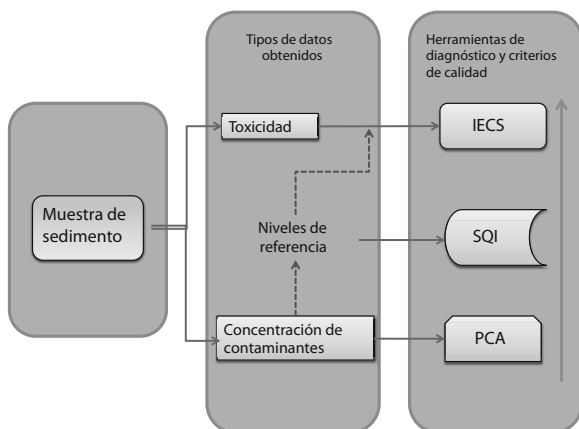 Tipos de datos
obtenidos
Herramientas de
diagnóstico y criterios
de calidad
Muestra de
sedimento
Toxicidad
IECS
Niveles de
referencia
SQI
Concentración de
contaminantes
PCA